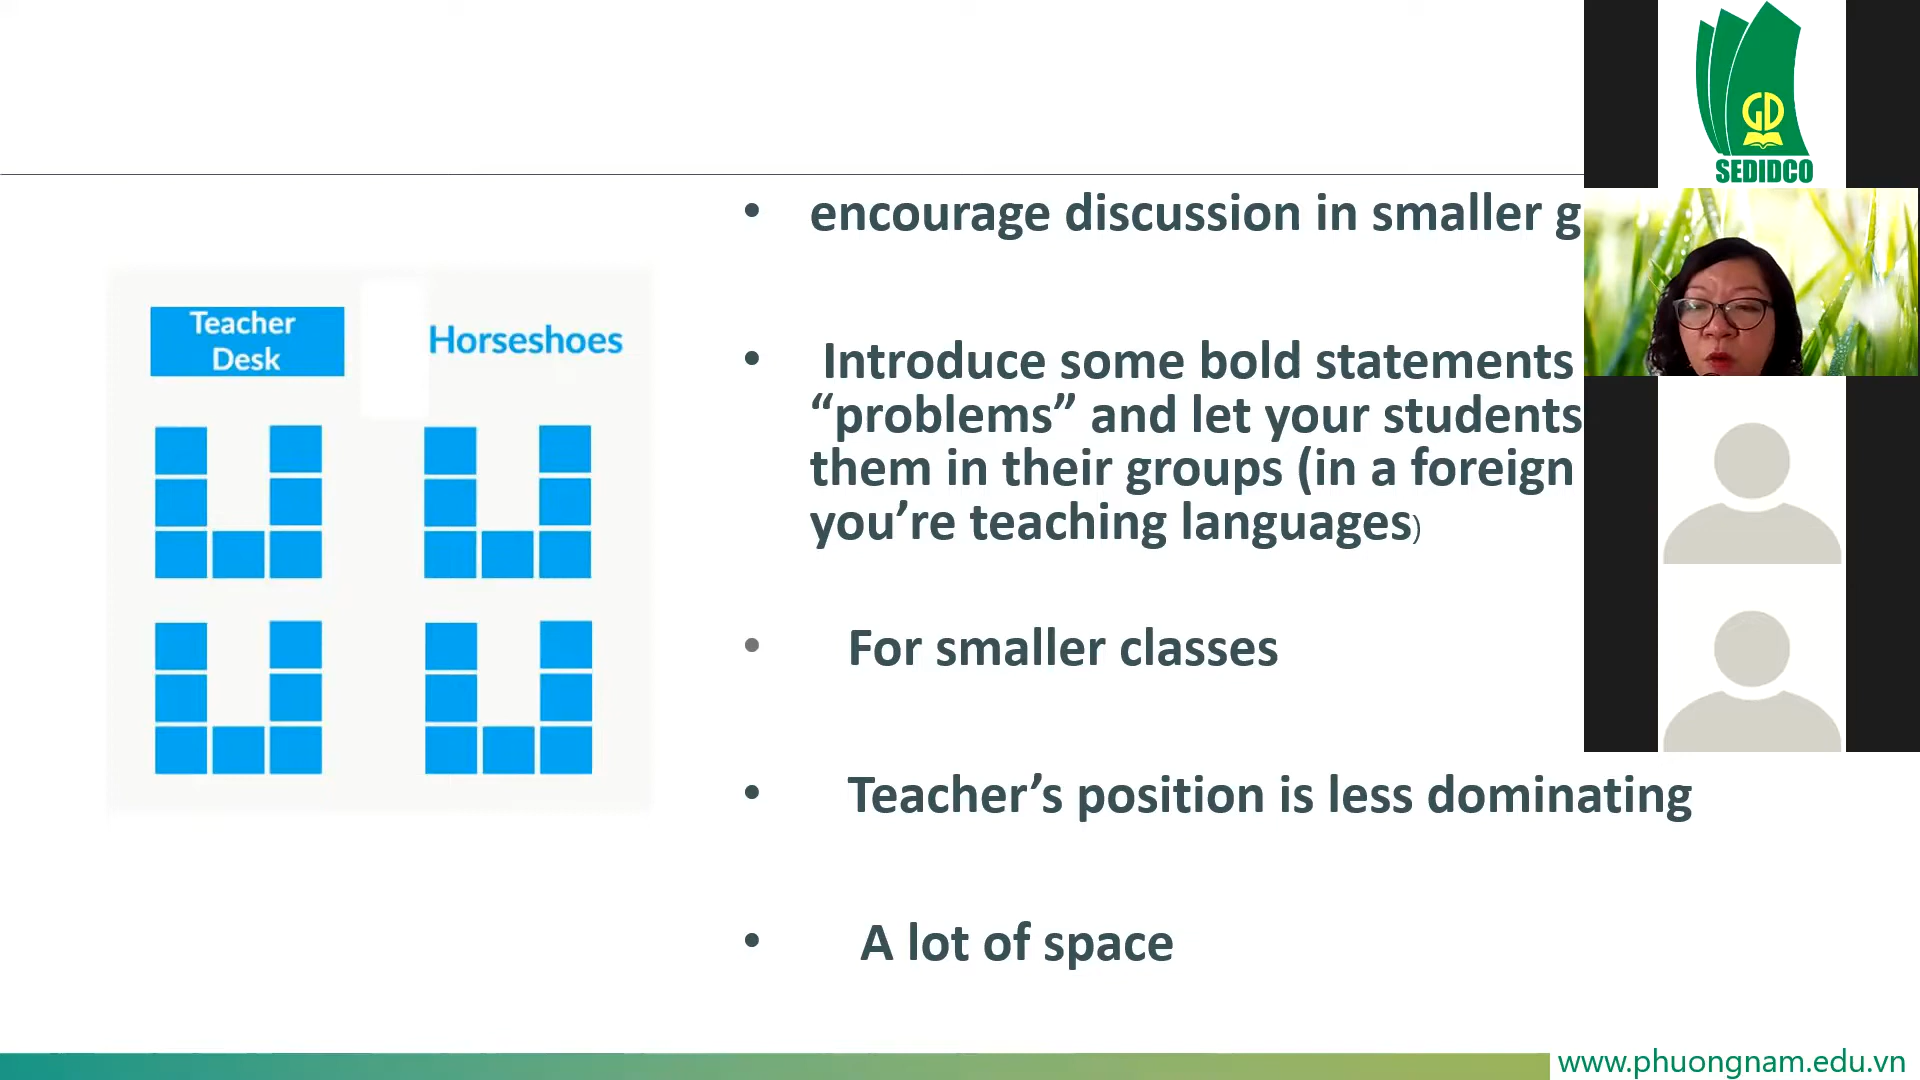 GD
SEDIDCO
• encourage discussion in smaller g
Teacher
Desk
Horseshoes
• Introduce some bold statements
“problems” and let your students
them in their groups (in a foreign
you’re teaching languages)
• For smaller classes
• Teacher’s position is less dominating
• A lot of space
www.phuongnam.edu.vn